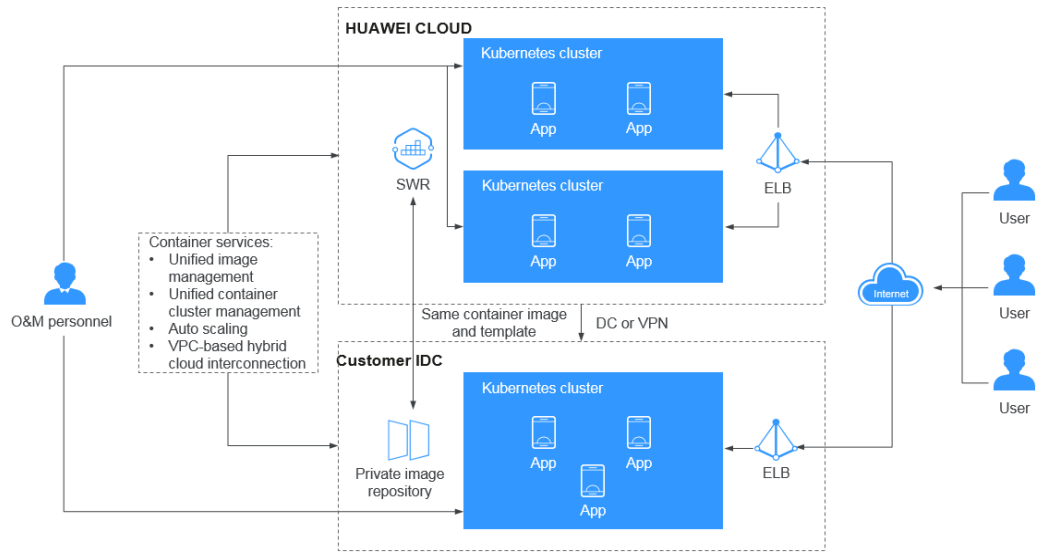 HUAWEI CLOUD
Kubernetes cluster
App
App
SWR
ELB
Kubernetes cluster
App
App
User
User
User
Internet
Container services:
• Unified image
management
• Unified container
cluster management
• Auto scaling
• VPC-based hybrid
cloud interconnection
O&M personnel
Same container image
and template
DC or VPN
Customer IDC
Kubernetes cluster
App
App
App
ELB
Private image
repository